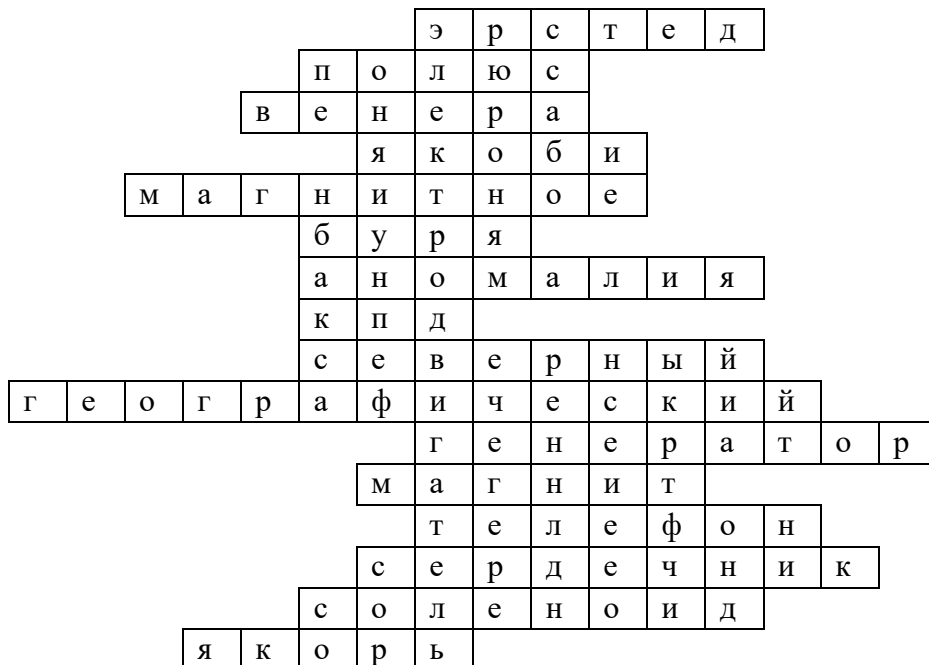 эрстед
полюс
венера
якоби
магнитное
буря
аномалия
кпд
северный
географический
генератор
магнит
телефон
сердечник
соленоид
якорь